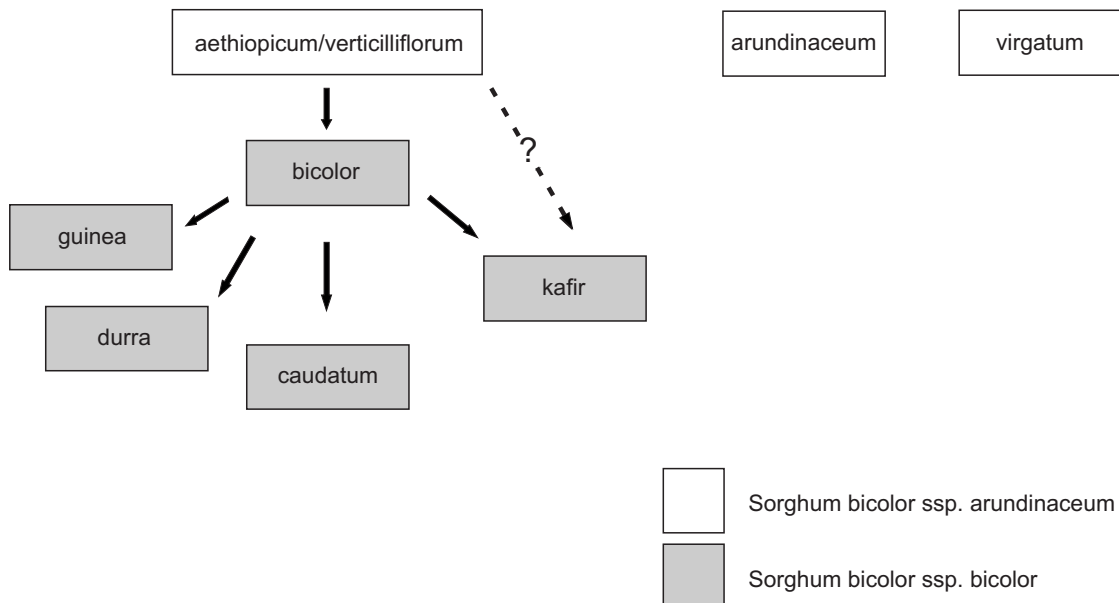 aethiopicum/verticilliflorum
arundinaceum
virgatum
?
bicolor
guinea
kafir
durra
caudatum
Sorghum bicolor ssp. arundinaceum
Sorghum bicolor ssp. bicolor